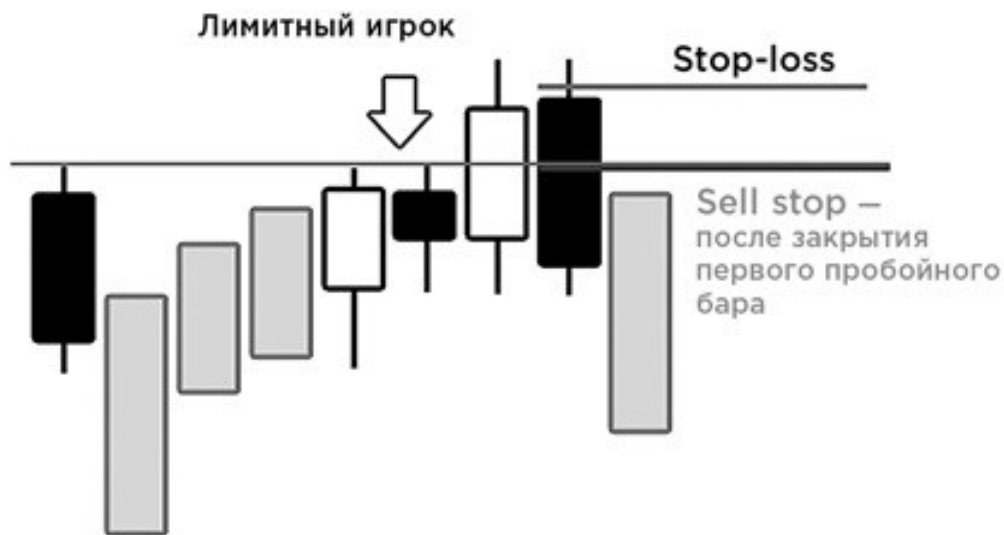 Лимитный игрок
Stop-loss
Sell stop —
после закрытия
первого пробойного
бара